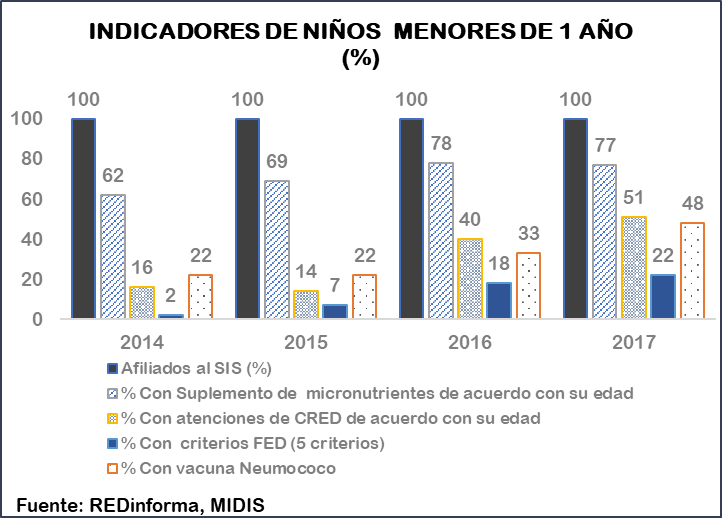 INDICADORES DE NIÑOS MENORES DE 1 AÑO
(%)
100 100 100 100
100
80
60
40
20
0
62 16 2 22
69 14 7 22
78 40 18 33
77 51 22 48
2014 2015 2016 2017
Afiliados al SIS (%)
% Con Suplemento de micronutrientes de acuerdo con su edad
% Con atenciones de CRED de acuerdo con su edad
% Con criterios FED (5 criterios)
% Con vacuna Neumococo
Fuente: REDinforma, MIDIS